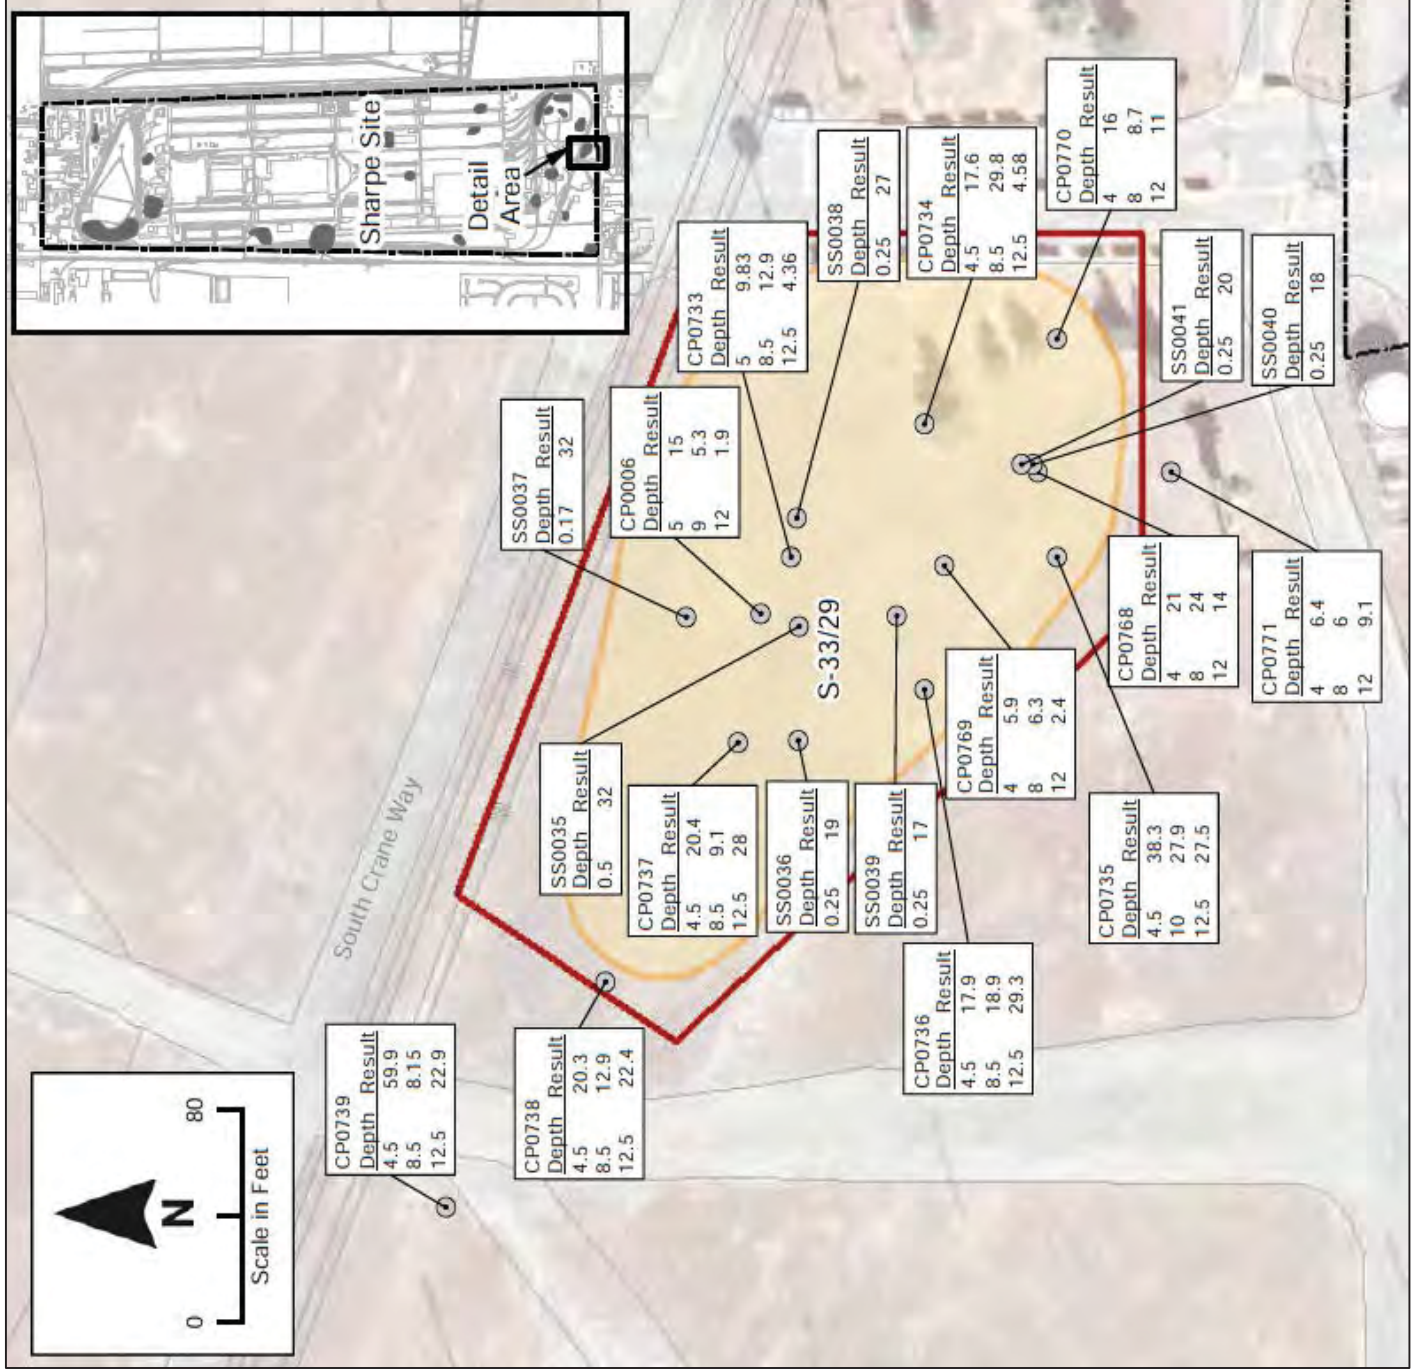 Sharpe Site
Detail
Area
N
0 80
Scale in Feet
South Crane Way
S-33/29
CP0739
Depth Result
4.5 59.9
8.5 8.15
12.5 22.9
CP0738
Depth Result
4.5 20.3
8.5 12.9
12.5 22.4
SS0037
Depth Result
0.17 32
CP0006
Depth Result
5 15
9 5.3
12 1.9
CP0733
Depth Result
5 9.83
8.5 12.9
12.5 4.36
SS0038
Depth Result
0.25 27
CP0734
Depth Result
4.5 17.6
8.5 29.8
12.5 4.58
CP0770
Depth Result
4 16
8 8.7
12 11
SS0041
Depth Result
0.25 20
SS0040
Depth Result
0.25 18
SS0035
Depth Result
0.5 32
CP0737
Depth Result
4.5 20.4
8.5 9.1
12.5 28
SS0036
Depth Result
0.25 19
SS0039
Depth Result
0.25 17
CP0736
Depth Result
4.5 17.9
8.5 18.9
12.5 29.3
CP0769
Depth Result
4 5.9
8 6.3
12 2.4
CP0735
Depth Result
4.5 38.3
10 27.9
12.5 27.5
CP0768
Depth Result
4 21
8 24
12 14
CP0771
Depth Result
4 6.4
8 6
12 9.1